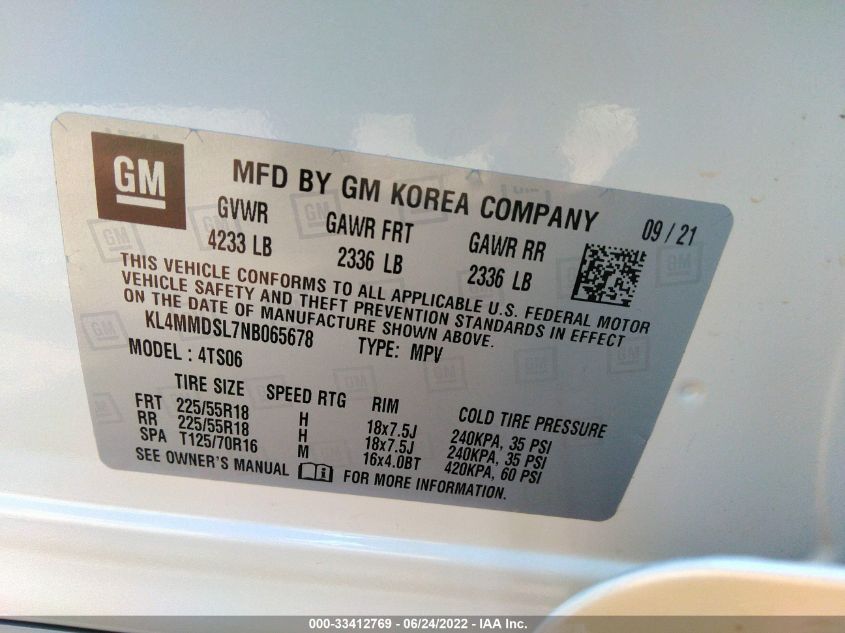 GM
MFD BY GM KOREA COMPANY 09 / 21
GVWR GAWR FRT GAWR RR
4233 LB 2336 LB 2336 LB
THIS VEHICLE CONFORMS TO ALL APPLICABLE U.S. FEDERAL MOTOR
VEHICLE SAFETY AND THEFT PREVENTION STANDARDS IN EFFECT
ON THE DATE OF MANUFACTURE SHOWN ABOVE.
KL4MMDSL7NB065678 TYPE: MPV
MODEL : 4TS06
TIRE SIZE SPEED RTG RIM COLD TIRE PRESSURE
FRT 225/55R18 H 18x7.5J 240KPA, 35 PSI
RR 225/55R18 H 18x7.5J 240KPA, 35 PSI
SPA T125/70R16 M 16x4.0BT 420KPA, 60 PSI
SEE OWNER'S MANUAL FOR MORE INFORMATION.
000-33412769 - 06/24/2022 - IAA Inc.